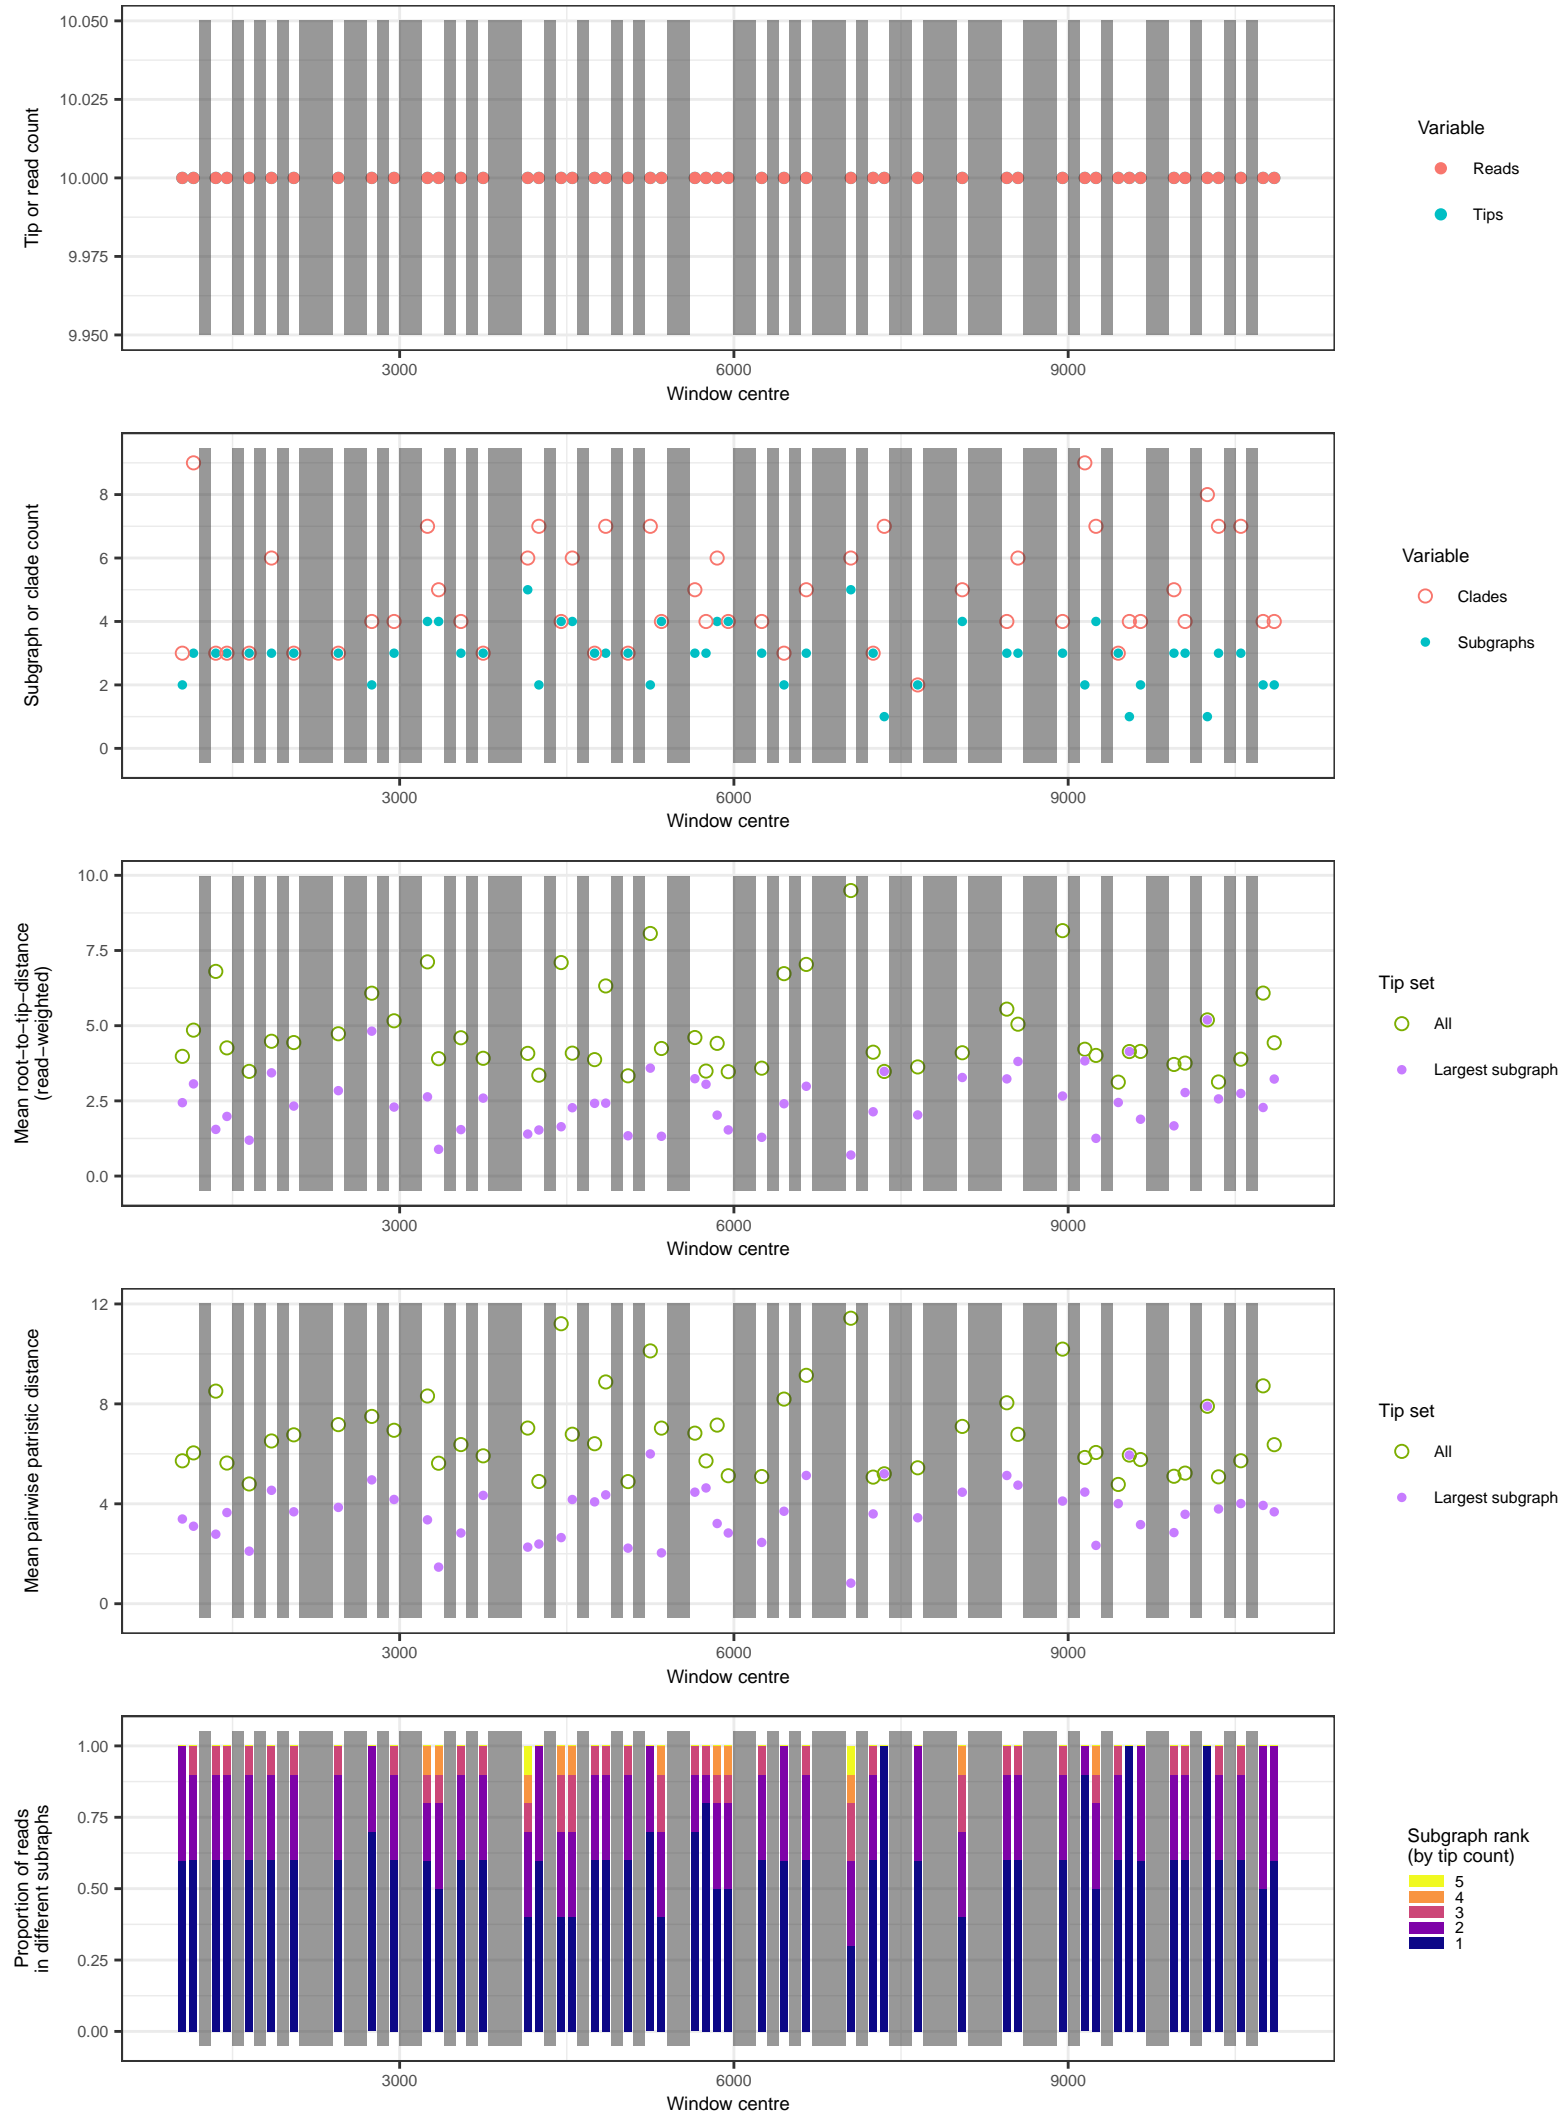 10.050
10.025
10.000
9.975
9.950
Tip or read count
3000
6000
9000
Window centre
Variable
Reads
Tips
8
6
4
2
0
Subgraph or clade count
3000
6000
9000
Window centre
Variable
Clades
Subgraphs
10.0
7.5
5.0
2.5
0.0
Mean root−to−tip−distance
(read−weighted)
3000
6000
9000
Window centre
Tip set
All
Largest subgraph
12
8
4
0
Mean pairwise patristic distance
3000
6000
9000
Window centre
Tip set
All
Largest subgraph
1.00
0.75
0.50
0.25
0.00
Proportion of reads
in different subraphs
3000
6000
9000
Window centre
Subgraph rank
(by tip count)
5
4
3
2
1